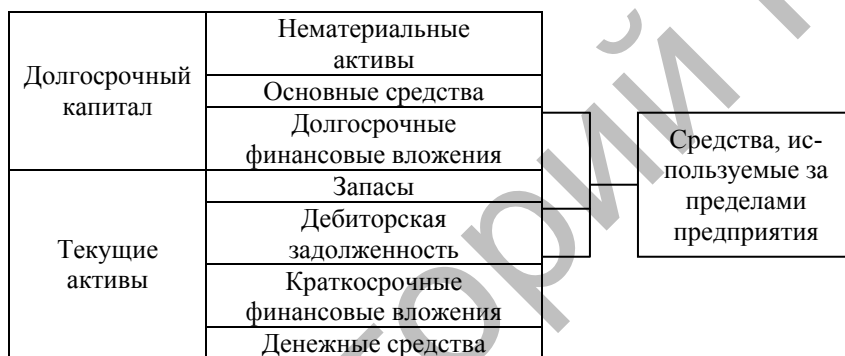 Долгосрочный
капитал
Нематериальные
активы
Основные средства
Долгосрочные
финансовые вложения
Текущие
активы
Запасы
Дебиторская
задолженность
Краткосрочные
финансовые вложения
Денежные средства
Средства, ис-
пользуемые за
пределами
предприятия